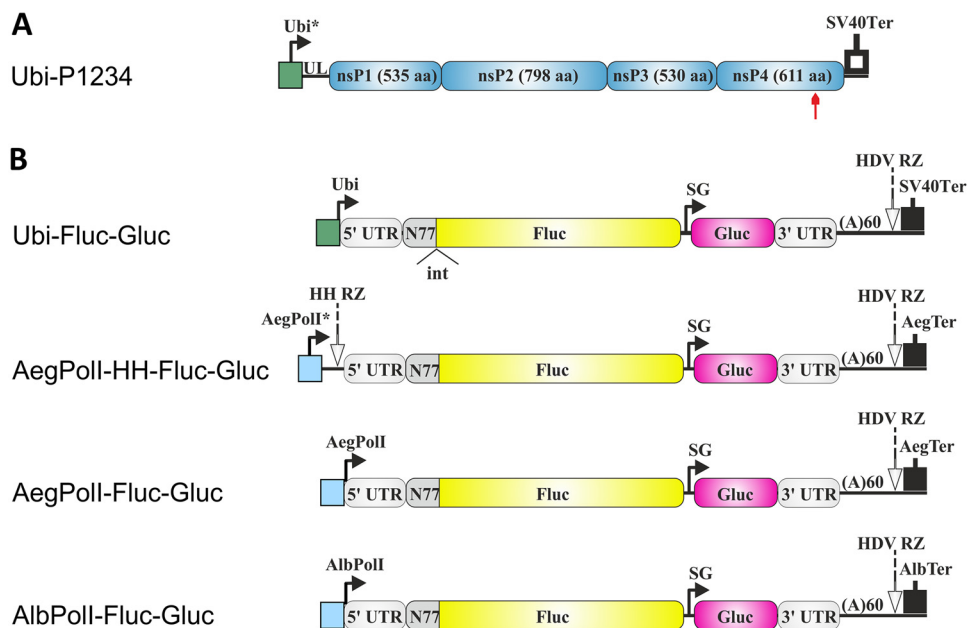 A
Ubi-P1234
Ubi*
UL
nsP1 (535 aa)
nsP2 (798 aa)
nsP3 (530 aa)
nsP4 (611 aa)
SV40Ter
B
Ubi-Fluc-Gluc
Ubi
5' UTR
N77
int
Fluc
SG
Gluc
3' UTR
(A)60
HDV RZ
SV40Ter
AegPolI-HH-Fluc-Gluc
AegPolI*
HH RZ
5' UTR
N77
Fluc
SG
Gluc
3' UTR
(A)60
HDV RZ
AegTer
AegPolI-Fluc-Gluc
AegPolI
5' UTR
N77
Fluc
SG
Gluc
3' UTR
(A)60
HDV RZ
AegTer
AlbPolI-Fluc-Gluc
AlbPolI
5' UTR
N77
Fluc
SG
Gluc
3' UTR
(A)60
HDV RZ
AlbTer